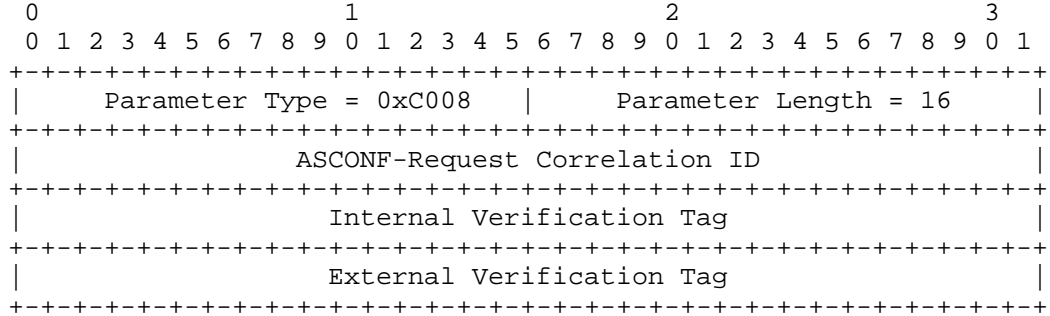 0                   1                   2                   3
 0 1 2 3 4 5 6 7 8 9 0 1 2 3 4 5 6 7 8 9 0 1 2 3 4 5 6 7 8 9 0 1
+-+-+-+-+-+-+-+-+-+-+-+-+-+-+-+-+-+-+-+-+-+-+-+-+-+-+-+-+-+-+-+-+
|     Parameter Type = 0xC008   |     Parameter Length = 16     |
+-+-+-+-+-+-+-+-+-+-+-+-+-+-+-+-+-+-+-+-+-+-+-+-+-+-+-+-+-+-+-+-+
|                 ASCONF-Request Correlation ID                 |
+-+-+-+-+-+-+-+-+-+-+-+-+-+-+-+-+-+-+-+-+-+-+-+-+-+-+-+-+-+-+-+-+
|                   Internal Verification Tag                   |
+-+-+-+-+-+-+-+-+-+-+-+-+-+-+-+-+-+-+-+-+-+-+-+-+-+-+-+-+-+-+-+-+
|                   External Verification Tag                   |
+-+-+-+-+-+-+-+-+-+-+-+-+-+-+-+-+-+-+-+-+-+-+-+-+-+-+-+-+-+-+-+-+